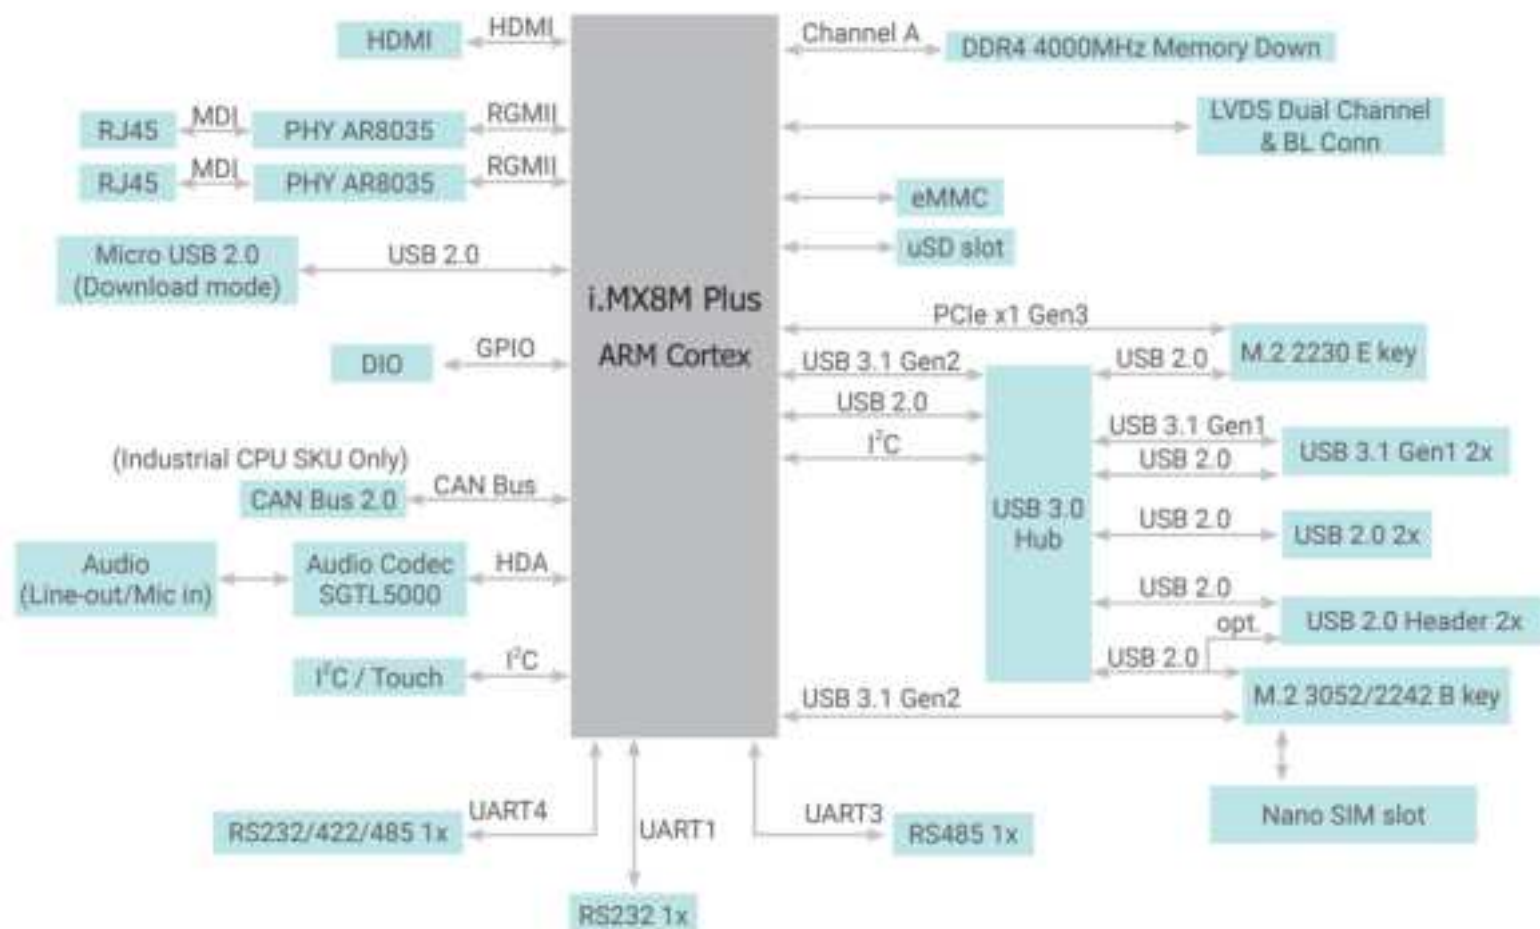 HDMI
HDMI
Channel A
DDR4 4000MHz Memory Down
RJ45
MDI
PHY AR8035
RGMII
LVDS Dual Channel
& BL Conn
RJ45
MDI
PHY AR8035
RGMII
eMMC
uSD slot
Micro USB 2.0
(Download mode)
USB 2.0
i.MX8M Plus
ARM Cortex
PCIe x1 Gen3
M.2 2230 E key
DIO
GPIO
USB 3.1 Gen2
USB 2.0
USB 2.0
I²C
USB 3.0
Hub
USB 3.1 Gen1
USB 2.0
USB 3.1 Gen1 2x
(Industrial CPU SKU Only)
CAN Bus 2.0
CAN Bus
USB 2.0
USB 2.0 2x
Audio
(Line-out/Mic in)
Audio Codec
SGTL5000
HDA
USB 2.0
opt.
USB 2.0 Header 2x
I²C / Touch
I²C
USB 2.0
USB 3.1 Gen2
M.2 3052/2242 B key
Nano SIM slot
RS232/422/485 1x
UART4
UART1
UART3
RS485 1x
RS232 1x